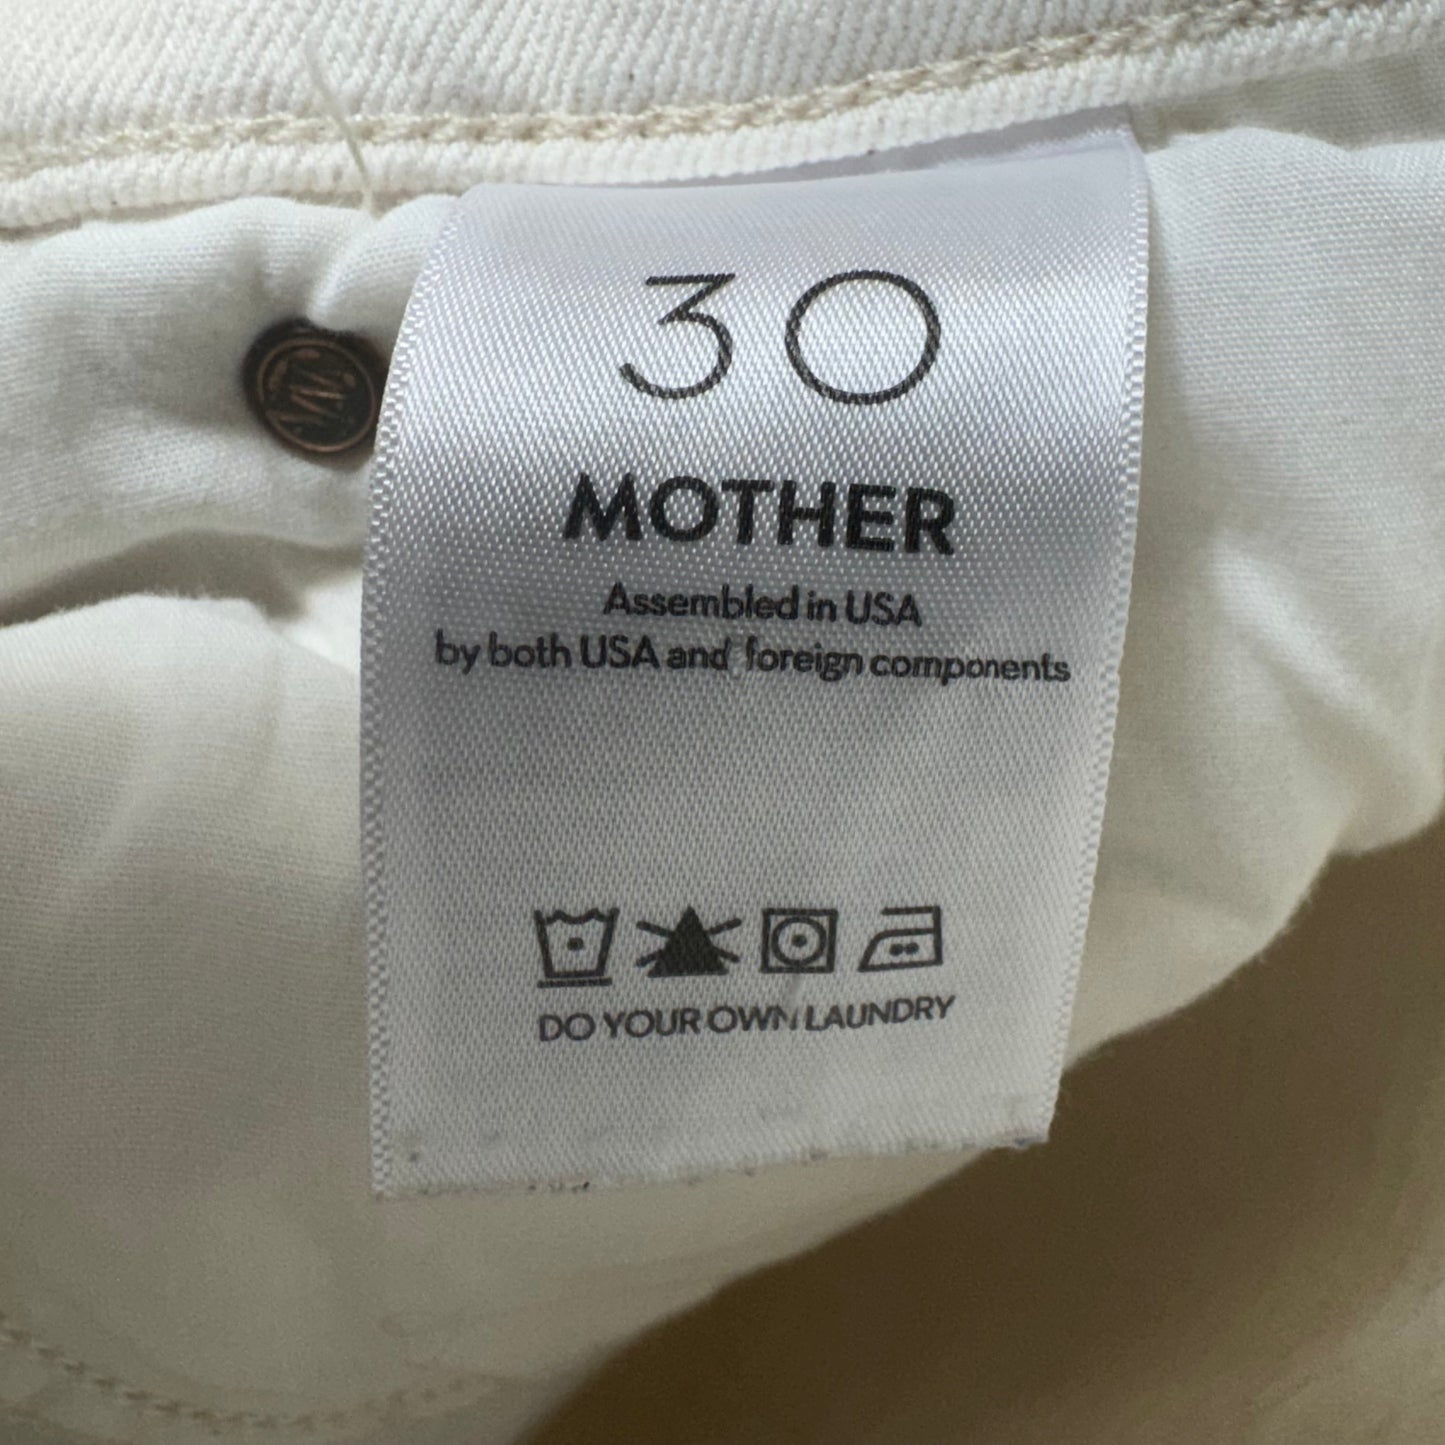 30
MOTHER
Assembled in USA
by both USA and foreign components
DO YOUR OWN LAUNDRY